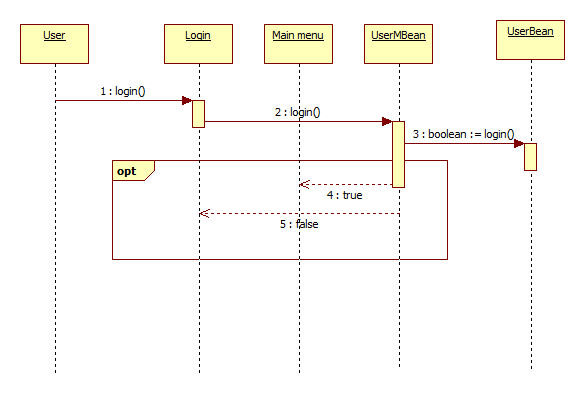 User
Login
Main menu
UserMBean
UserBean
1 : login()
2 : login()
3 : boolean := login()
opt
4 : true
5 : false